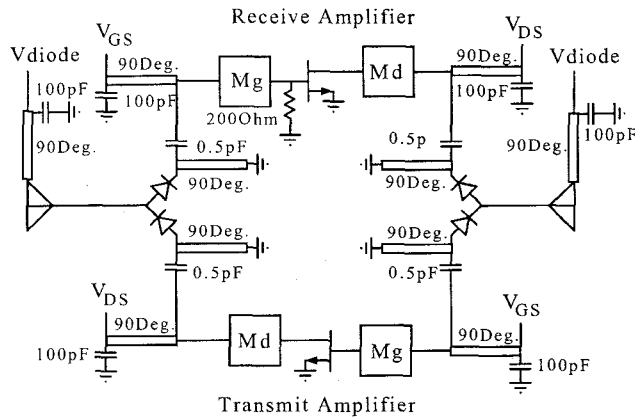 Receive Amplifier
VGS
VDS
Vdiode
90Deg.
Mg
Md
90Deg.
Vdiode
100pF
100pF
200Ohm
100pF
100pF
90Deg.
0.5pF
0.5p
90Deg.
90Deg.
90Deg.
90Deg.
90Deg.
0.5pF
0.5pF
VDS
VGS
90Deg.
Md
Mg
90Deg.
100pF
100pF
Transmit Amplifier